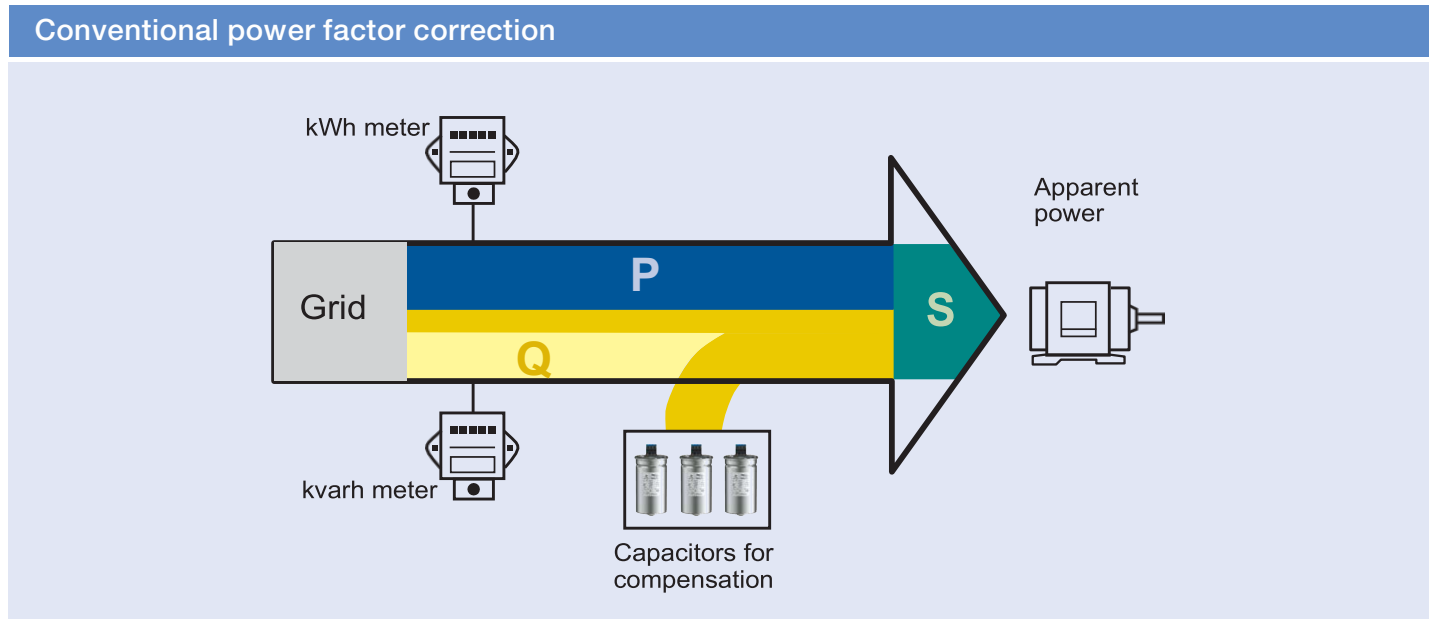 Conventional power factor correction
kWh meter
Apparent
power
P
Grid
S
Q
kvarh meter
Capacitors for
compensation